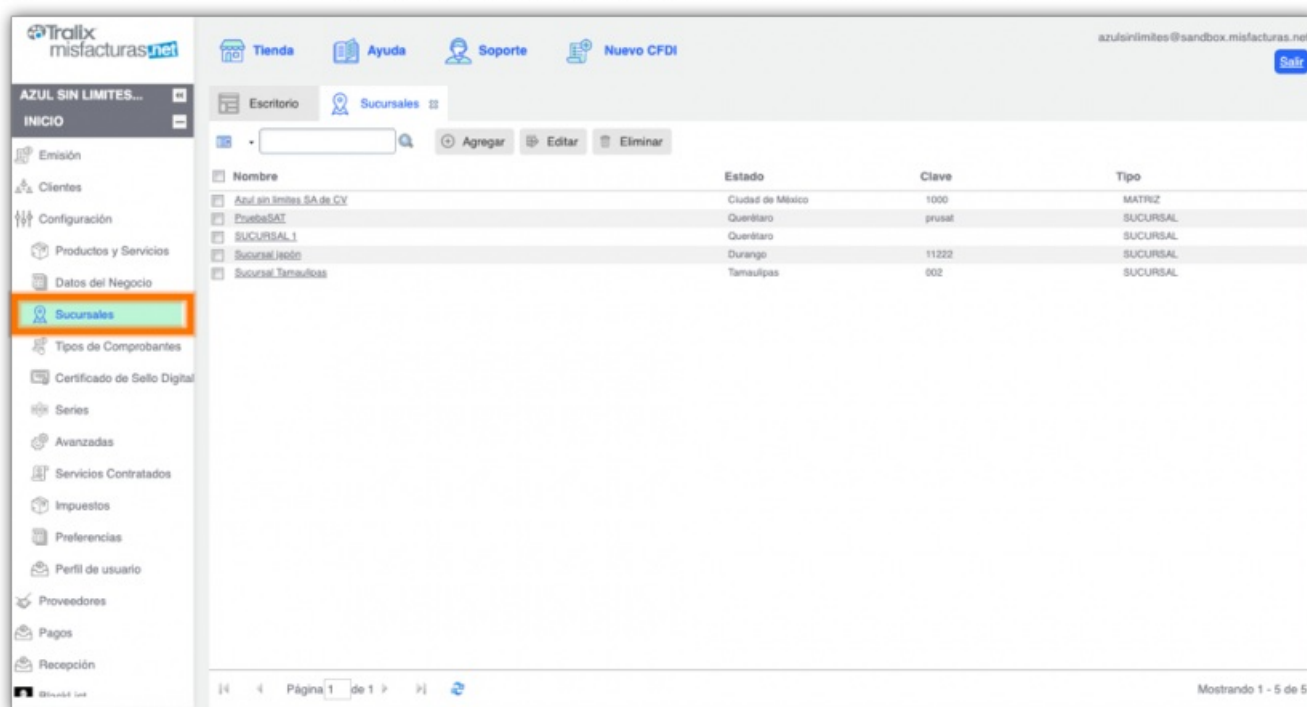 Tralix
misfacturas.net
Tienda
Ayuda
Soporte
Nuevo CFDI
azulsinlimites@sandbox.misfacturas.net
Salir
AZUL SIN LIMITES...
INICIO
Emisión
Clientes
Configuración
Productos y Servicios
Datos del Negocio
Sucursales
Tipos de Comprobantes
Certificado de Sello Digital
Series
Avanzadas
Servicios Contratados
Impuestos
Preferencias
Perfil de usuario
Proveedores
Pagos
Recepción
Escritorio
Sucursales
Agregar
Editar
Eliminar
Nombre Estado Clave Tipo
Azul sin limites SA de CV Ciudad de México 1000 MATRIZ
PruebaSAT Querétaro prusat SUCURSAL
SUCURSAL 1 Querétaro SUCURSAL
Sucursal japón Durango 11222 SUCURSAL
Sucursal Tamaulipas Tamaulipas 002 SUCURSAL
Página 1 de 1
Mostrando 1 - 5 de 5